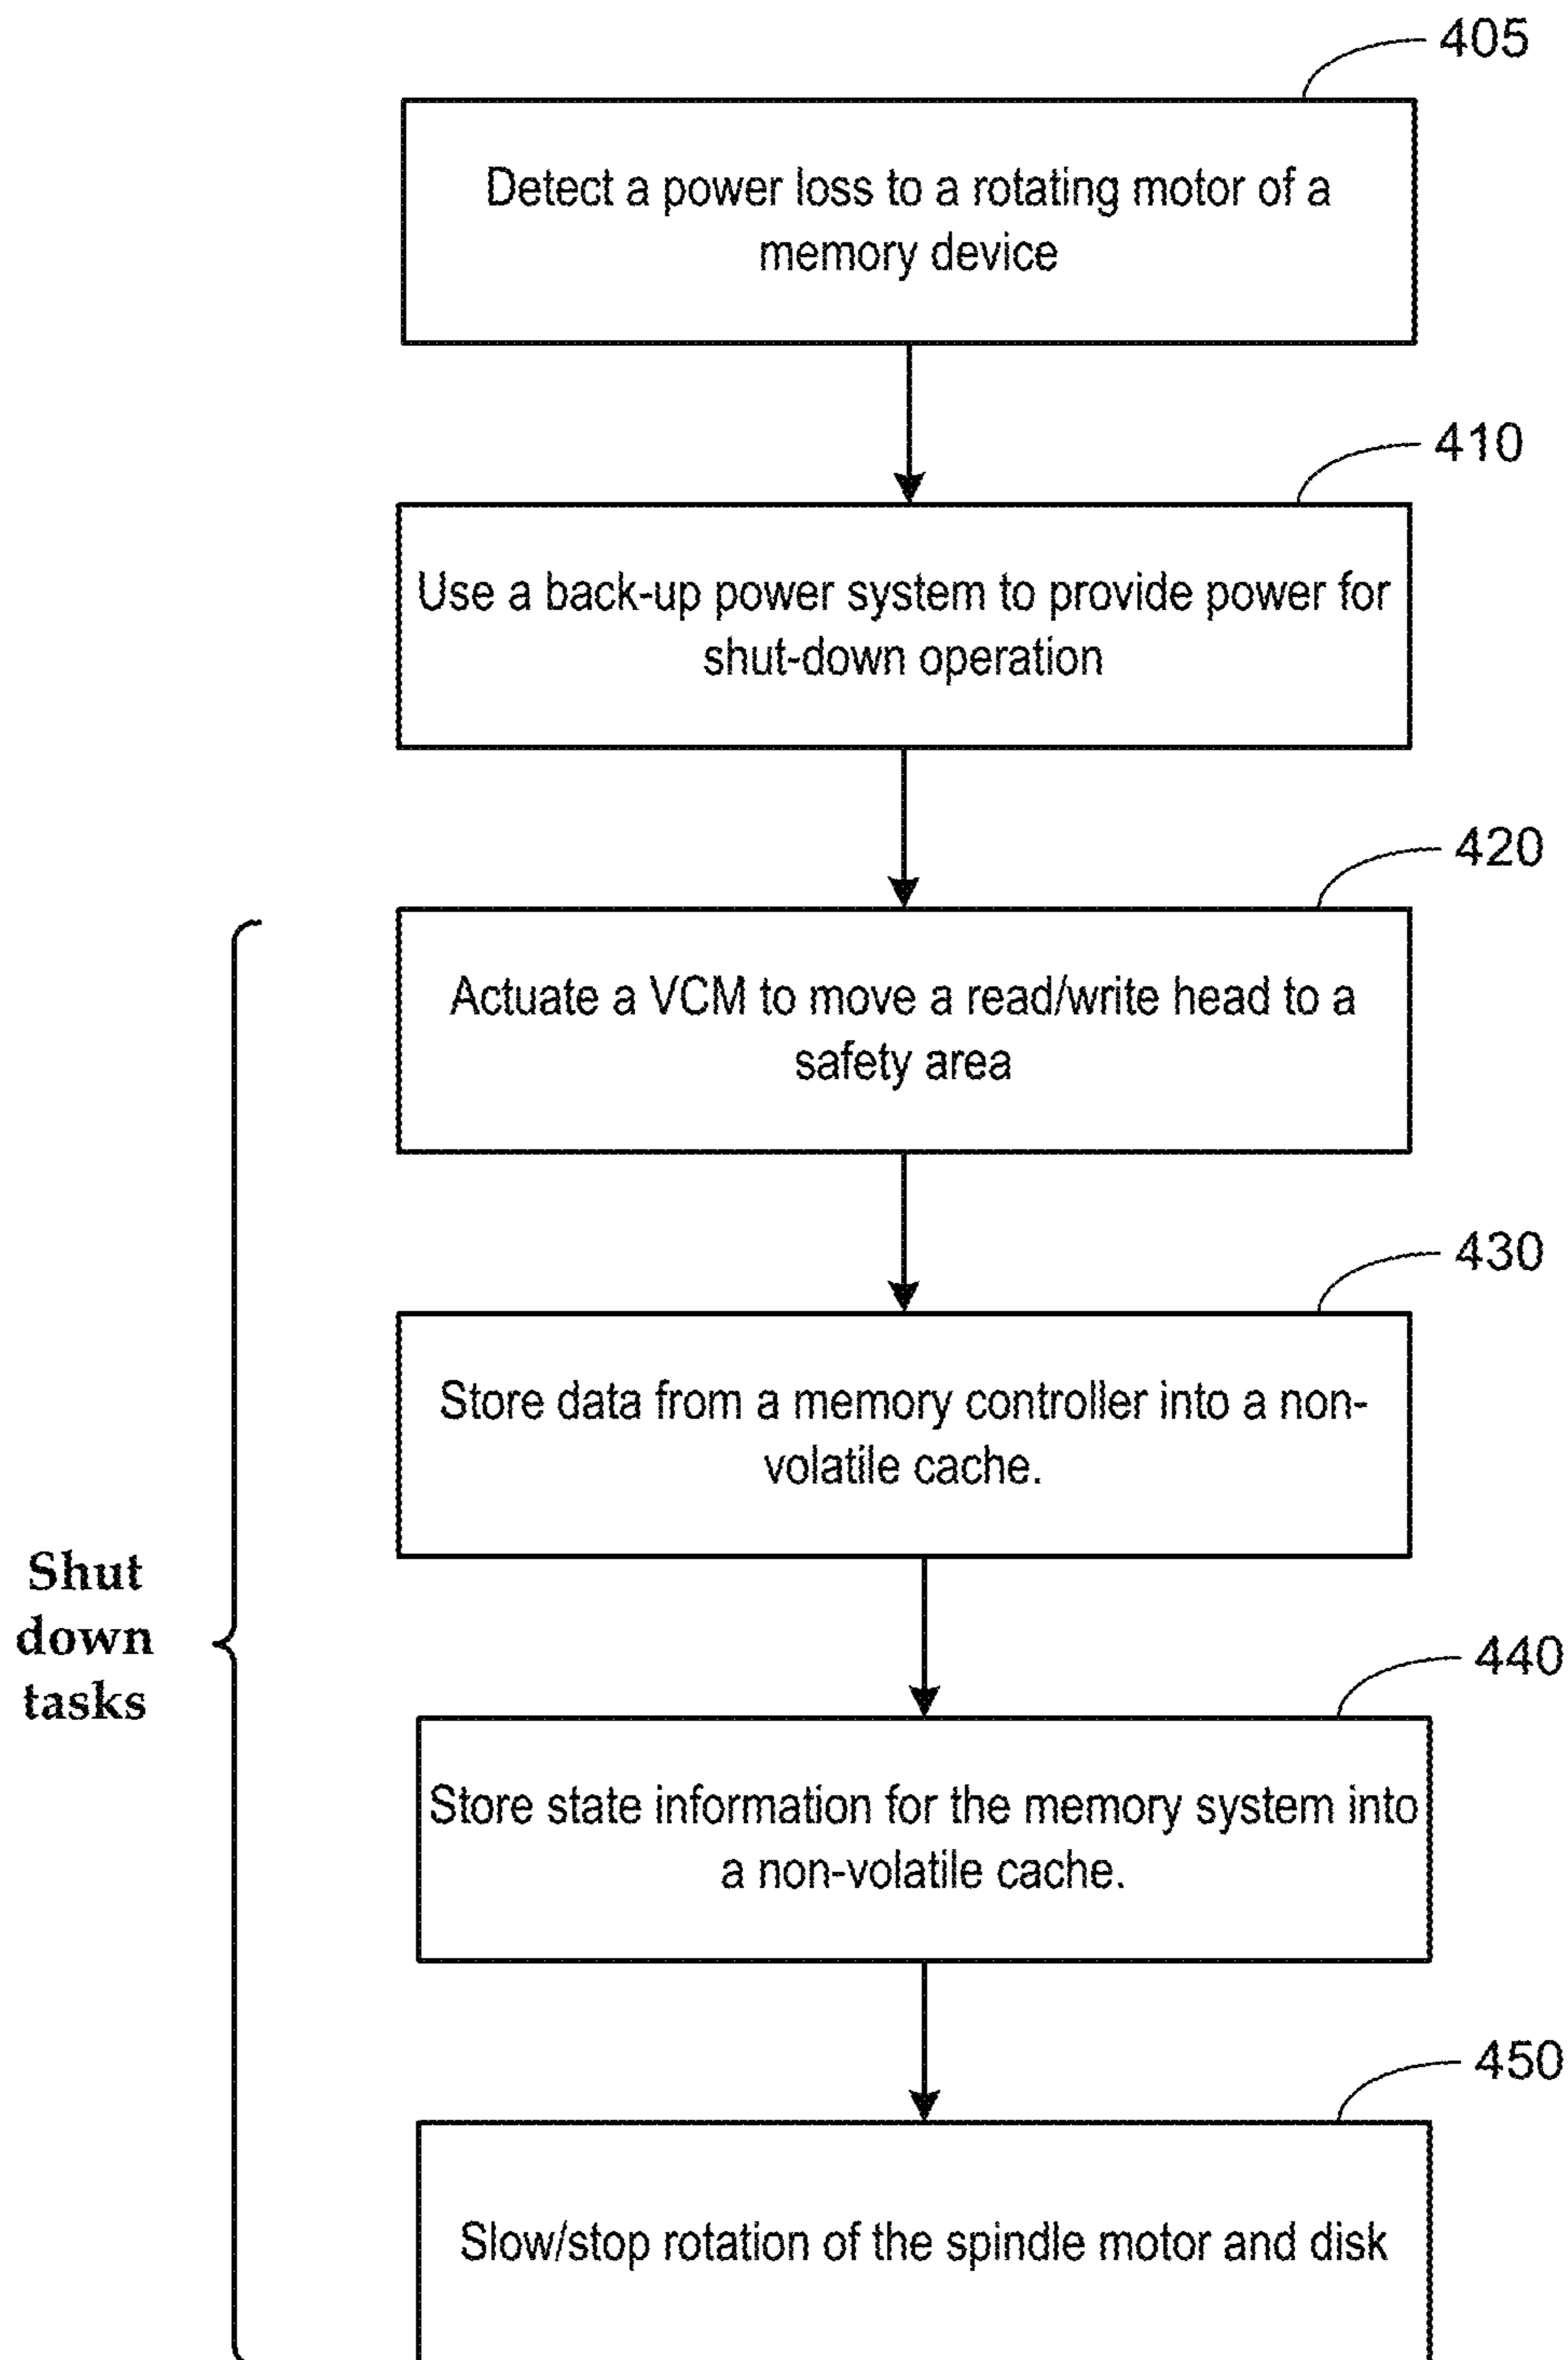 405
Detect a power loss to a rotating motor of a
memory device
410
Use a back-up power system to provide power for
shut-down operation
420
Actuate a VCM to move a read/write head to a
safety area
430
Store data from a memory controller into a non-
volatile cache.
Shut
down
tasks
440
Store state information for the memory system into
a non-volatile cache.
450
Slow/stop rotation of the spindle motor and disk